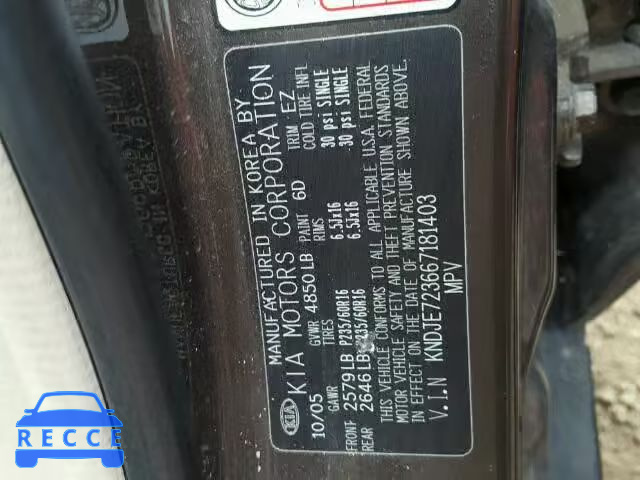 MANUFACTURED IN KOREA BY
KIA KIA MOTORS CORPORATION
10/05 GVWR 4850LB PAINT 6D TRIM EZ
GAWR TIRES RIMS COLD TIRE INFL
FRONT 2579LB P235/60R16 6.5Jx16 30 psi SINGLE
REAR 2646LB P235/60R16 6.5Jx16 30 psi SINGLE
THIS VEHICLE CONFORMS TO ALL APPLICABLE U.S.A. FEDERAL
MOTOR VEHICLE SAFETY AND THEFT PREVENTION STANDARDS
IN EFFECT ON THE DATE OF MANUFACTURE SHOWN ABOVE.
V.I.N KNDJE723667181403
MPV